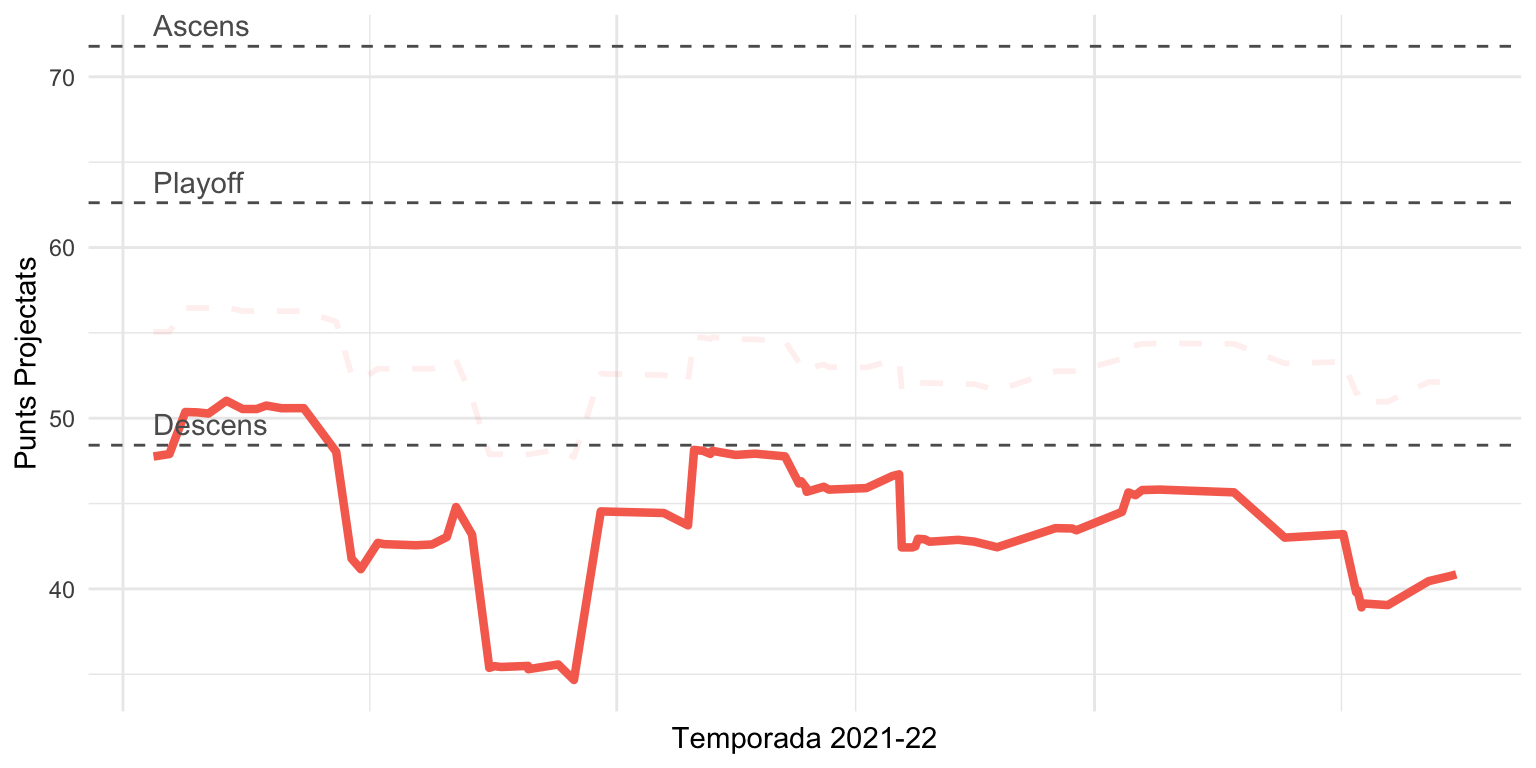 Ascens
70
Playoff
60
Punts Projectats
50
Descens
40
Temporada 2021-22